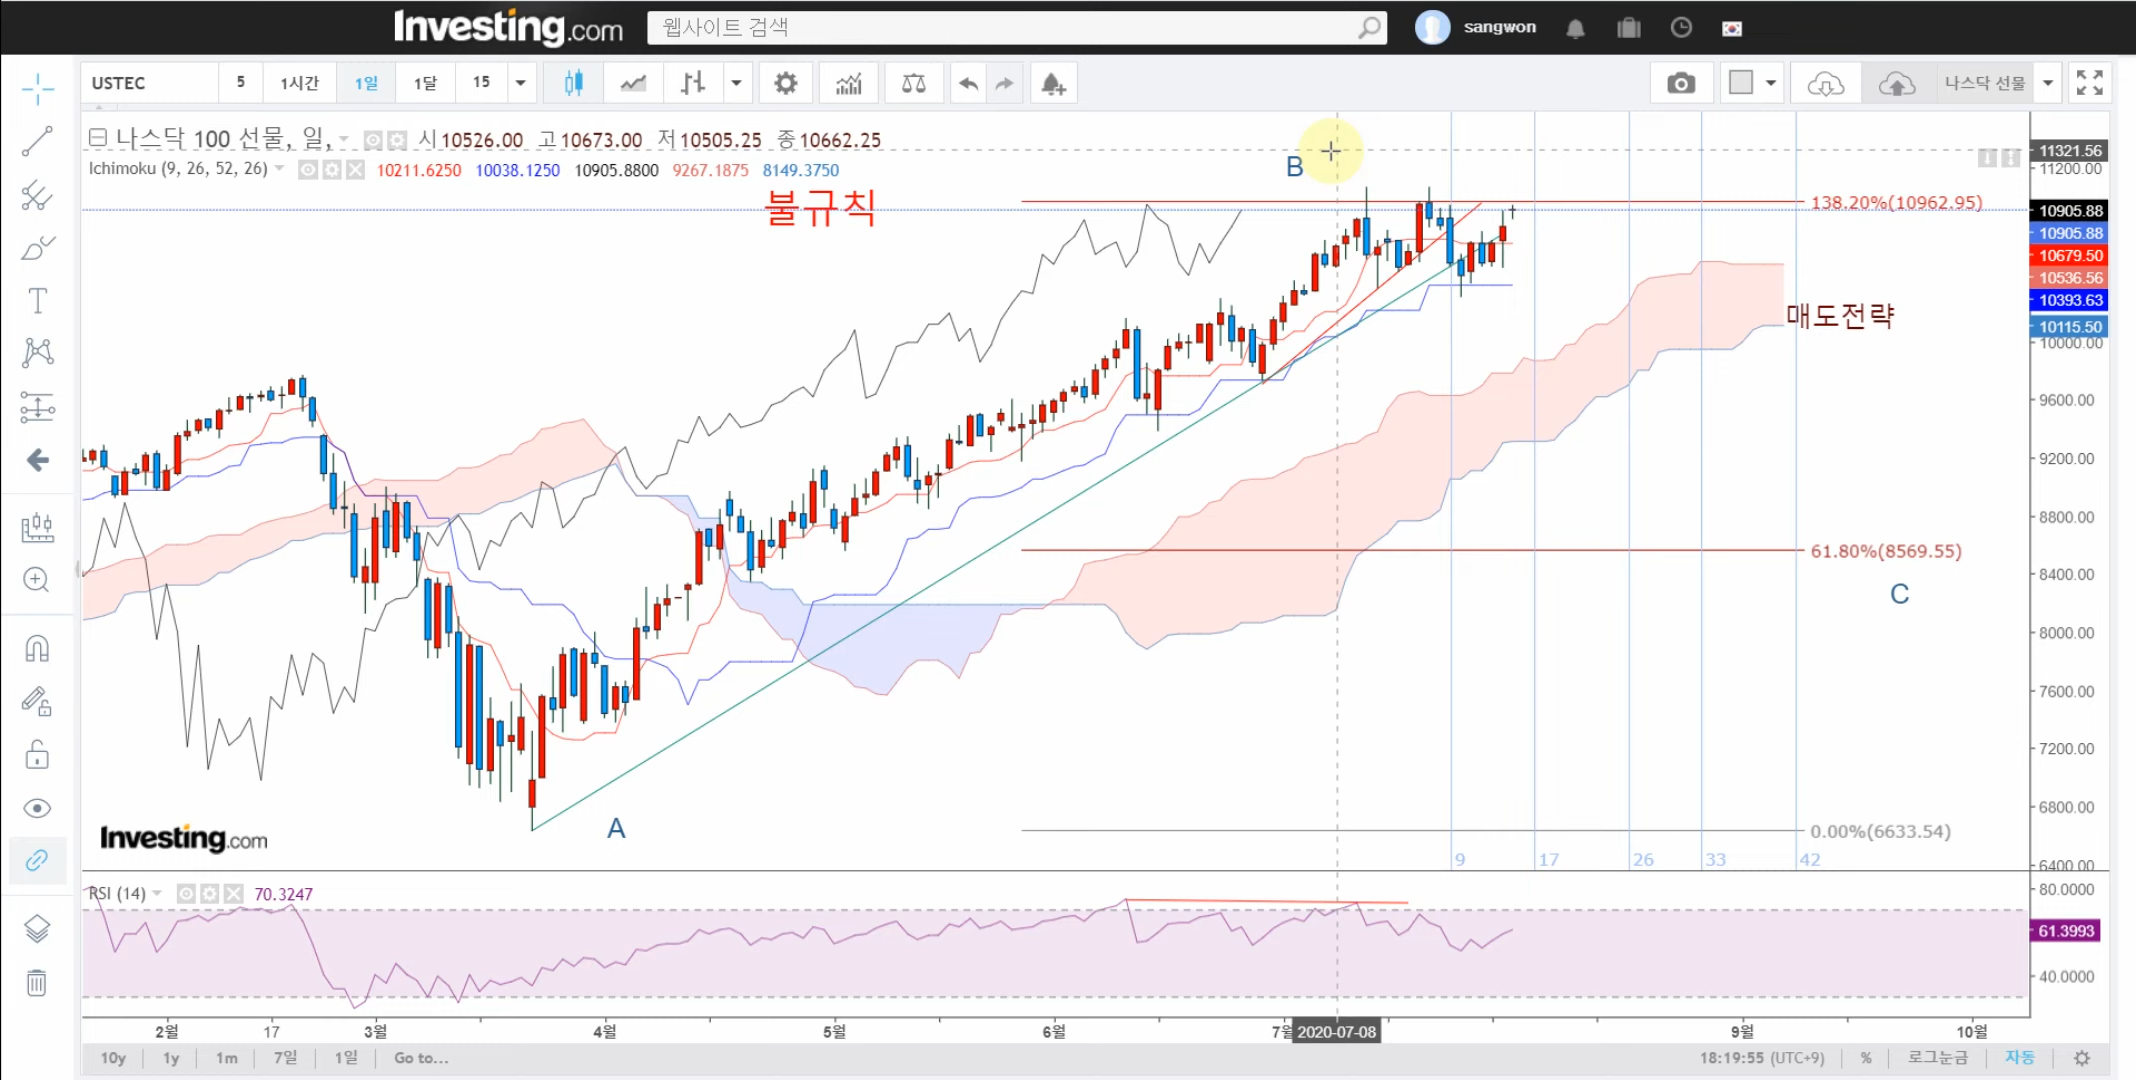 Investing.com 웹사이트 검색 sangwon
USTEC 5 1시간 1일 1달 15 나스닥 선물
나스닥 100 선물, 일, 시10526.00 고10673.00 저10505.25 종10662.25
Ichimoku (9, 26, 52, 26) 10211.6250 10038.1250 10905.8800 9267.1875 8149.3750
B
불규칙
138.20%(10962.95)
매도전략
61.80%(8569.55)
C
A
0.00%(6633.54)
Investing.com
9 17 26 33 42
11321.56
11200.00
10905.88
10905.88
10679.50
10536.56
10393.63
10115.50
10000.00
9600.00
9200.00
8800.00
8400.00
8000.00
7600.00
7200.00
6800.00
6400.00
RSI (14) 70.3247
80.0000
61.3993
40.0000
2월 17 3월 4월 5월 6월 7월 2020-07-08 9월 10월
10y 1y 1m 7일 1일 Go to... 18:19:55 (UTC+9) % 로그눈금 자동